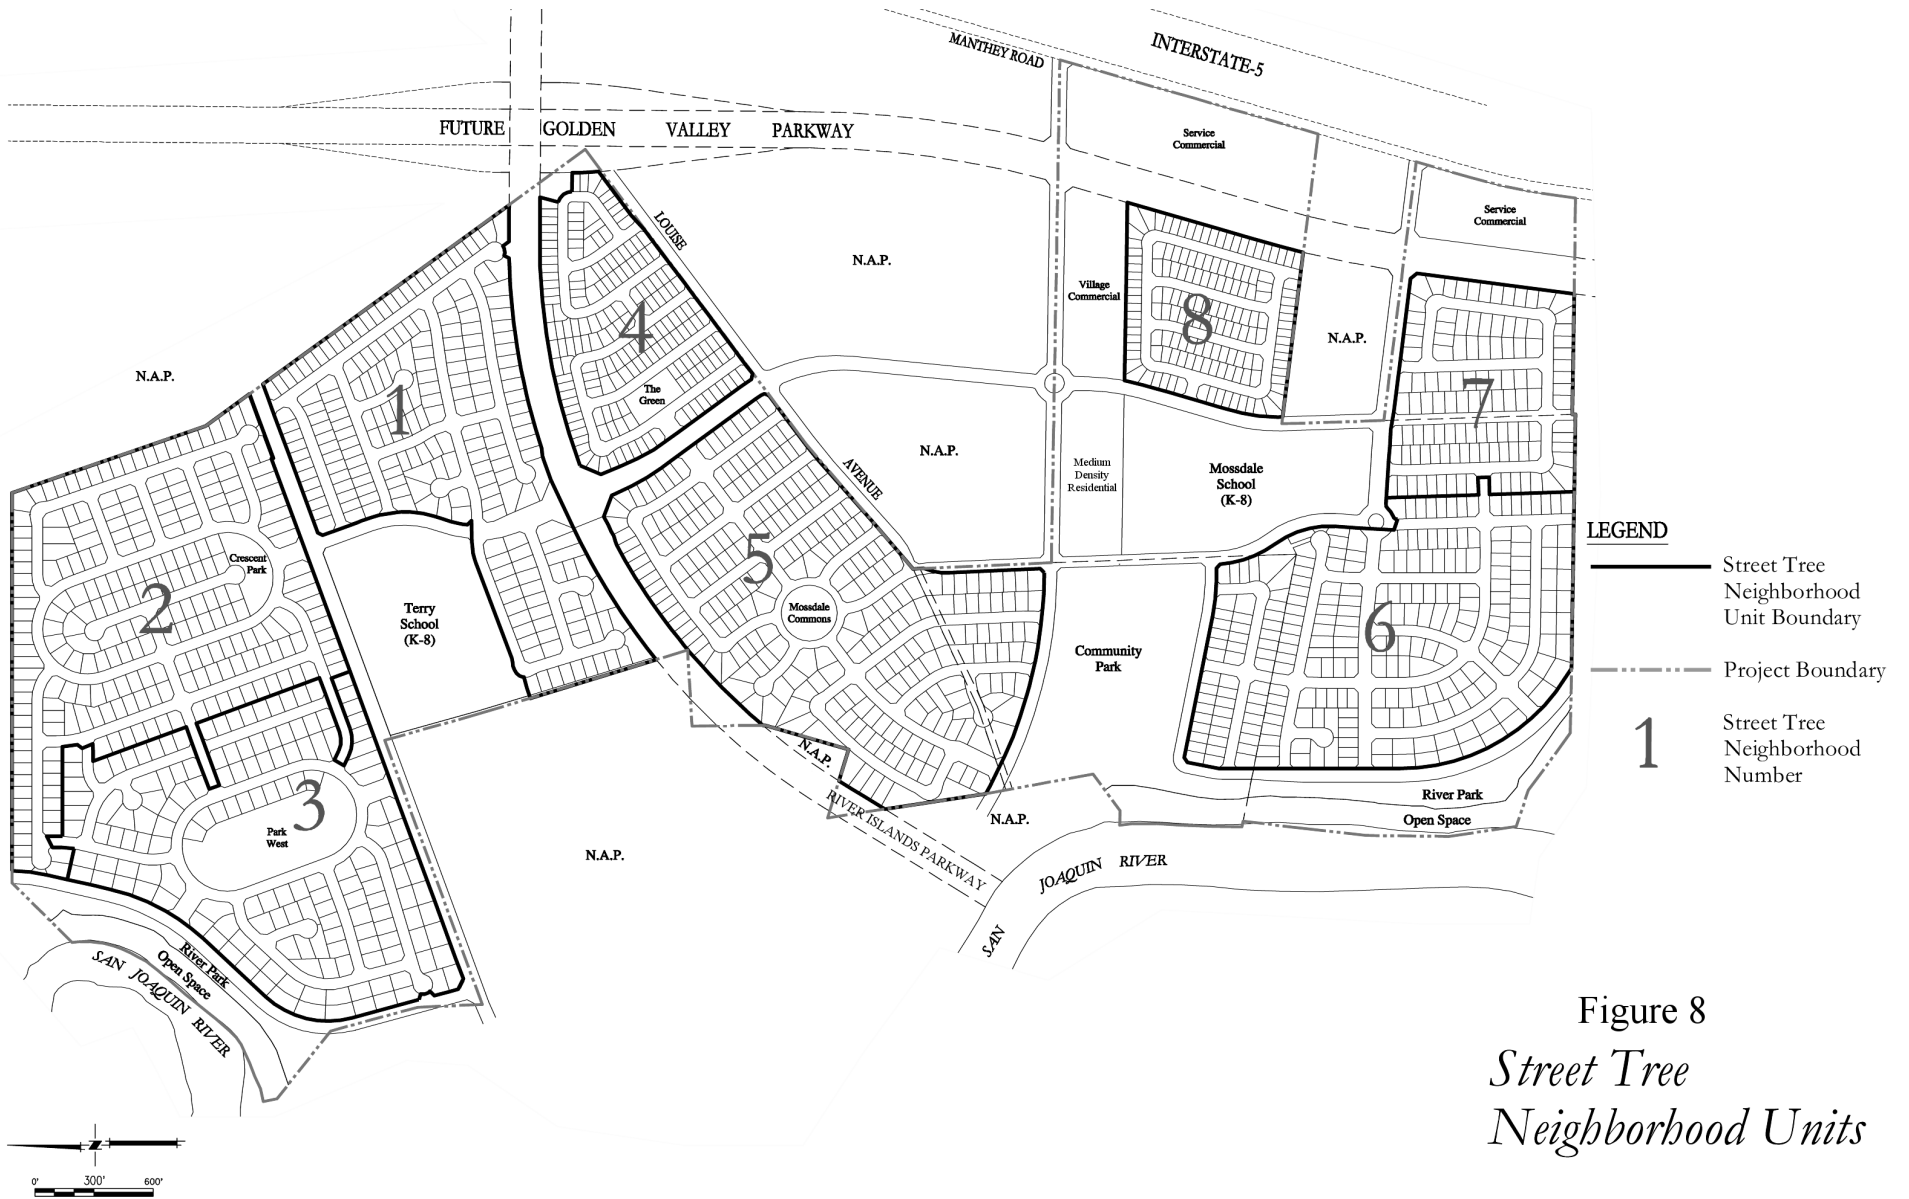 INTERSTATE-5
MANTHEY ROAD
FUTURE GOLDEN VALLEY PARKWAY
Service
Commercial
Service
Commercial
LOUISE
N.A.P.
Village
Commercial
8
4
N.A.P.
N.A.P.
1
The
Green
7
N.A.P.
AVENUE
Medium
Density
Residential
Mossdale
School
(K-8)
LEGEND
Street Tree
Neighborhood
Unit Boundary
Project Boundary
1
Street Tree
Neighborhood
Number
Crescent
Park
2
5
Terry
School
(K-8)
Mossdale
Commons
6
Community
Park
N.A.P.
3
Park
West
RIVER ISLANDS PARKWAY
N.A.P.
River Park
Open Space
N.A.P.
SAN JOAQUIN RIVER
River Park
Open Space
SAN JOAQUIN RIVER
Figure 8
Street Tree
Neighborhood Units
Z
0' 300' 600'